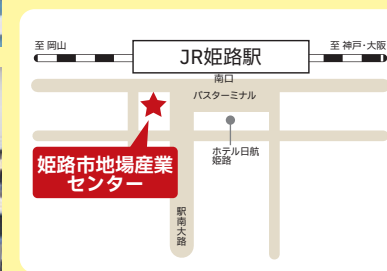 至 岡山
JR姫路駅
至 神戸・大阪
南口
バスターミナル
ホテル日航
姫路
姫路市地場産業
センター
駅南大路